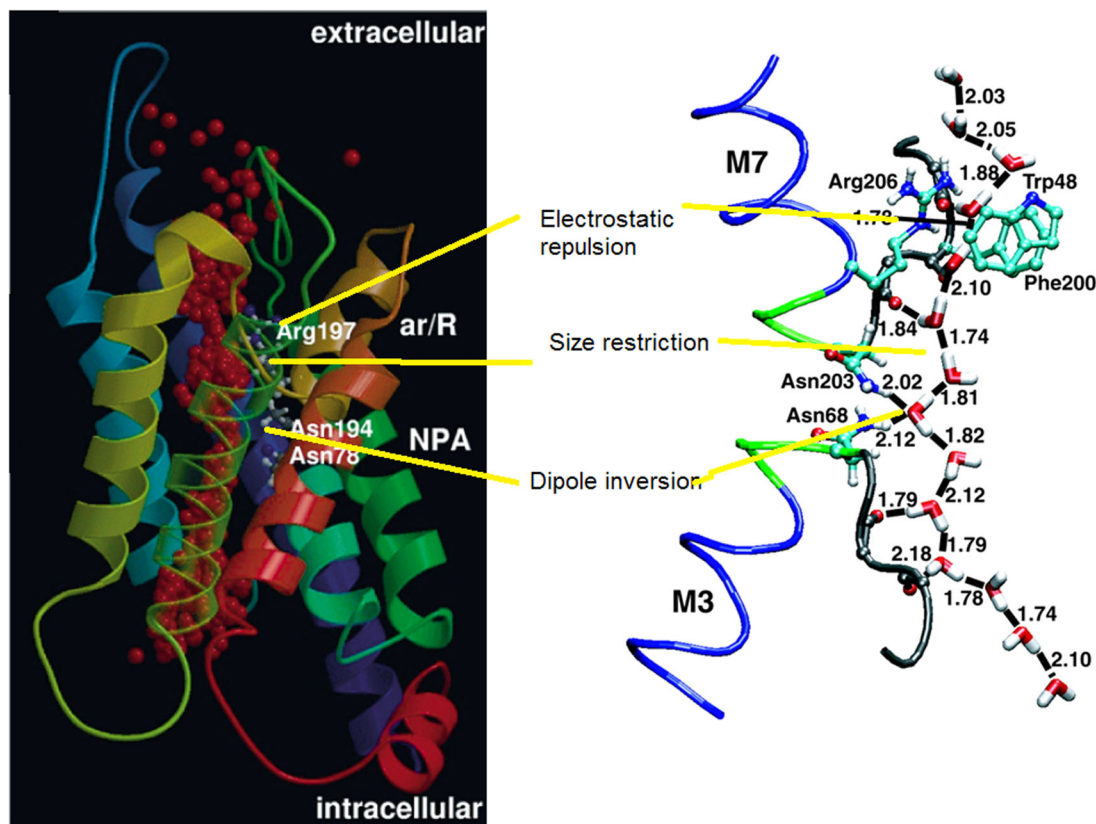 extracellular
Arg197
ar/R
Asn194
Asn78
NPA
intracellular
Electrostatic
repulsion
Size restriction
Dipole inversion
M7
M3
Arg206
Trp48
Phe200
Asn203
Asn68
2.03
2.05
1.88
1.78
2.10
1.84
1.74
2.02
1.81
2.12
1.82
2.12
1.79
1.79
2.18
1.78
1.74
2.10